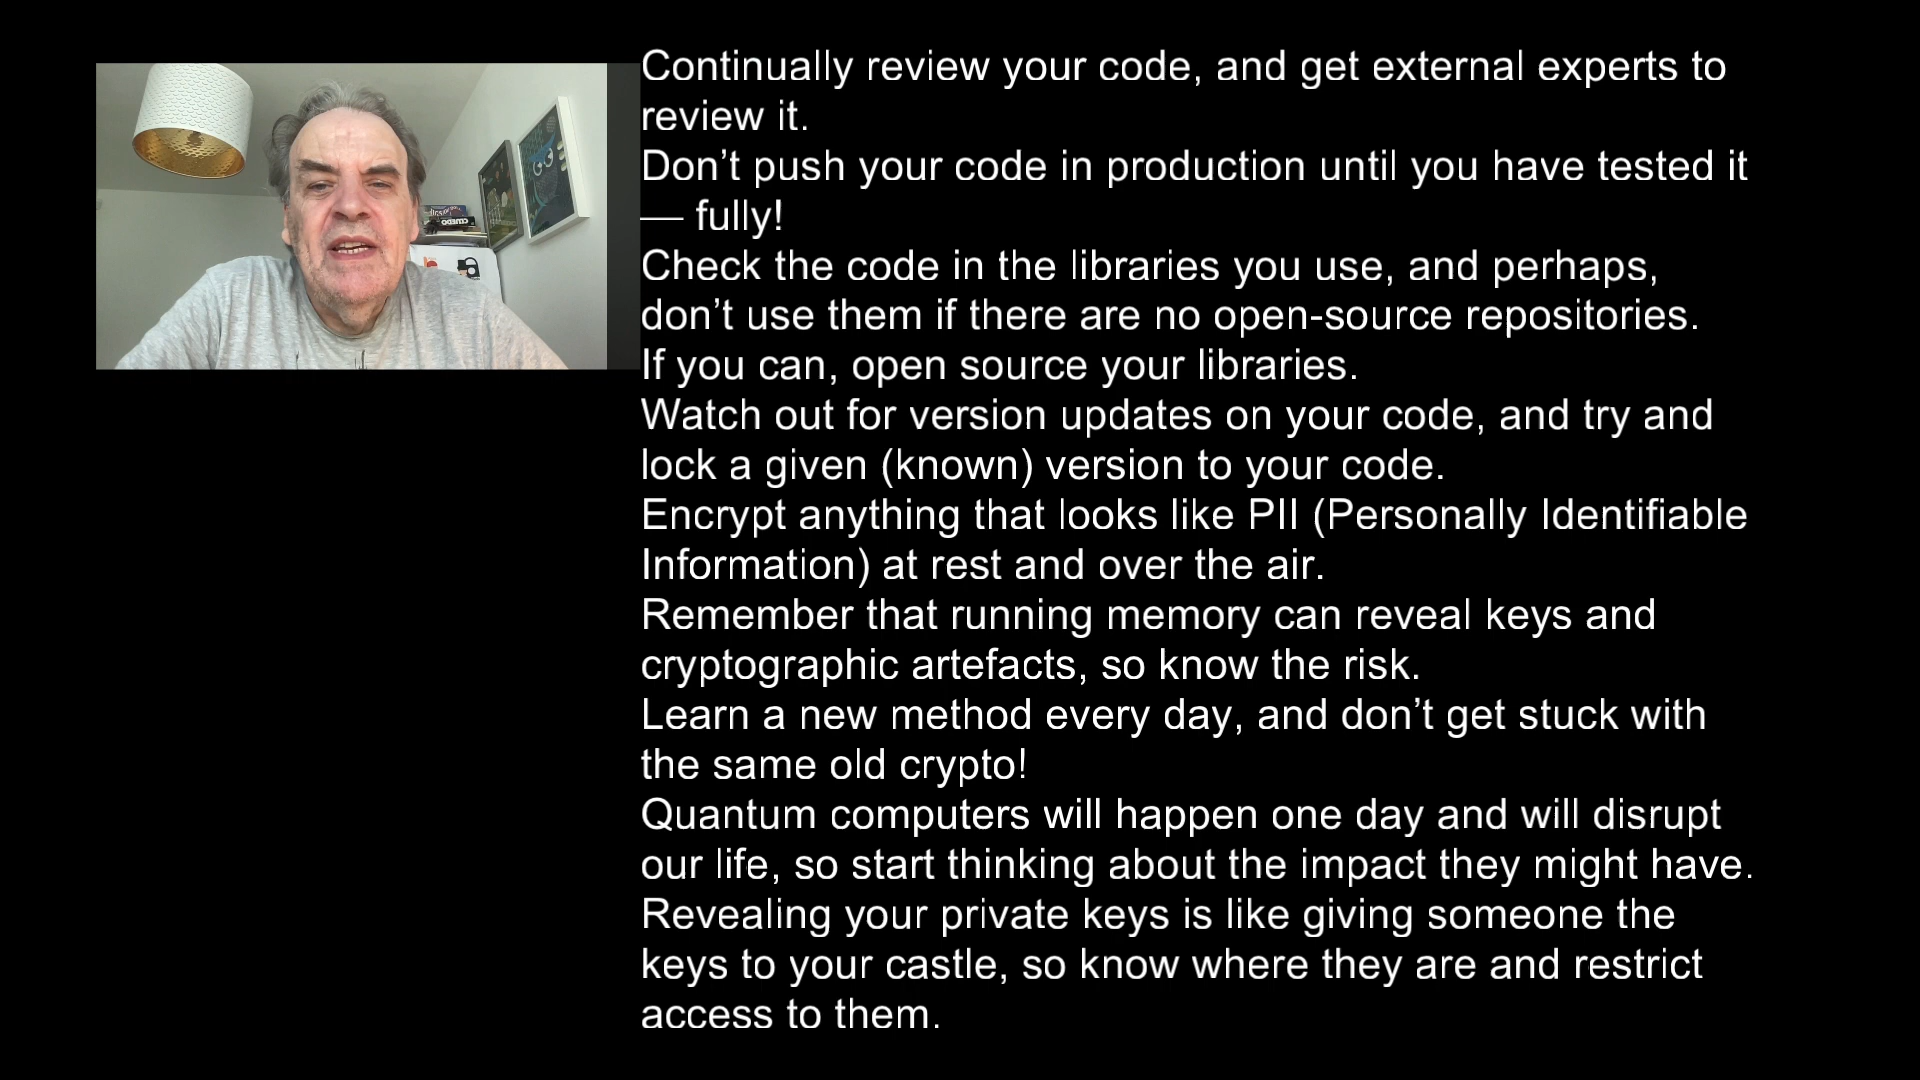 Continually review your code, and get external experts to
review it.
Don’t push your code in production until you have tested it
— fully!
Check the code in the libraries you use, and perhaps,
don’t use them if there are no open-source repositories.
If you can, open source your libraries.
Watch out for version updates on your code, and try and
lock a given (known) version to your code.
Encrypt anything that looks like PII (Personally Identifiable
Information) at rest and over the air.
Remember that running memory can reveal keys and
cryptographic artefacts, so know the risk.
Learn a new method every day, and don’t get stuck with
the same old crypto!
Quantum computers will happen one day and will disrupt
our life, so start thinking about the impact they might have.
Revealing your private keys is like giving someone the
keys to your castle, so know where they are and restrict
access to them.